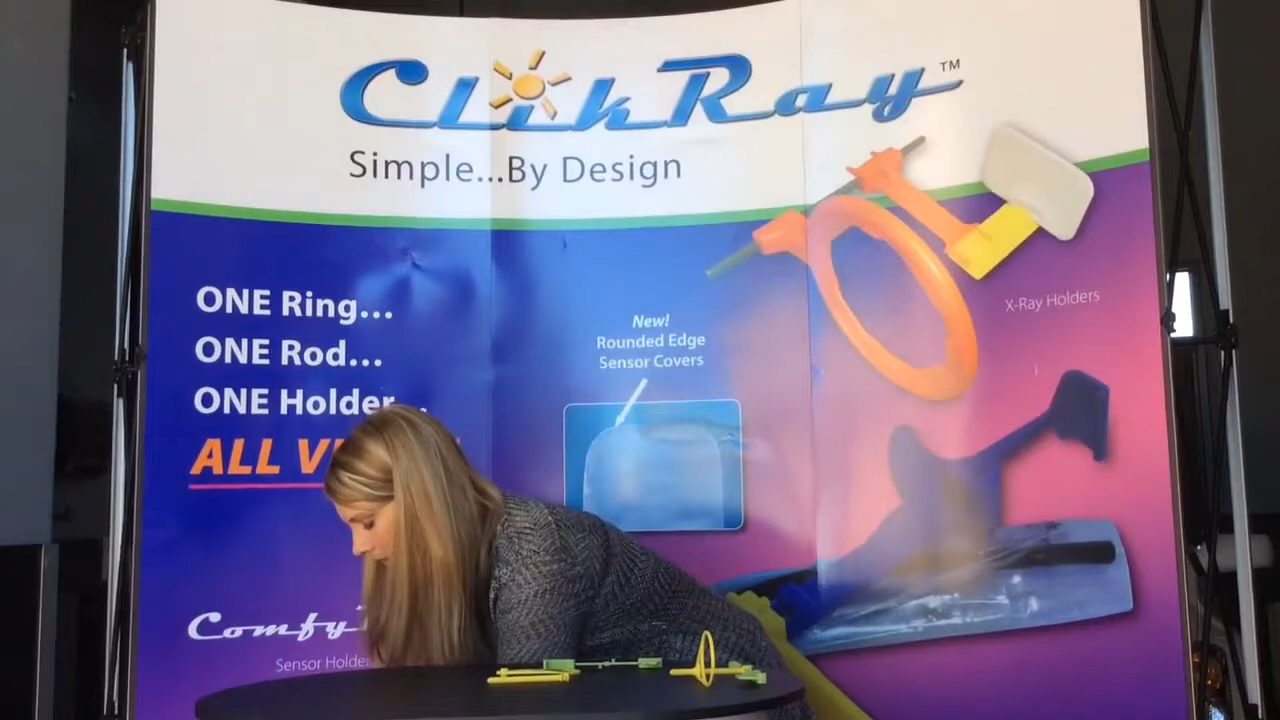 ClikRay™
Simple...By Design
ONE Ring...
ONE Rod...
ONE Holder...
ALL
New!
Rounded Edge
Sensor Covers
X-Ray Holders
Comfy
Sensor Holde